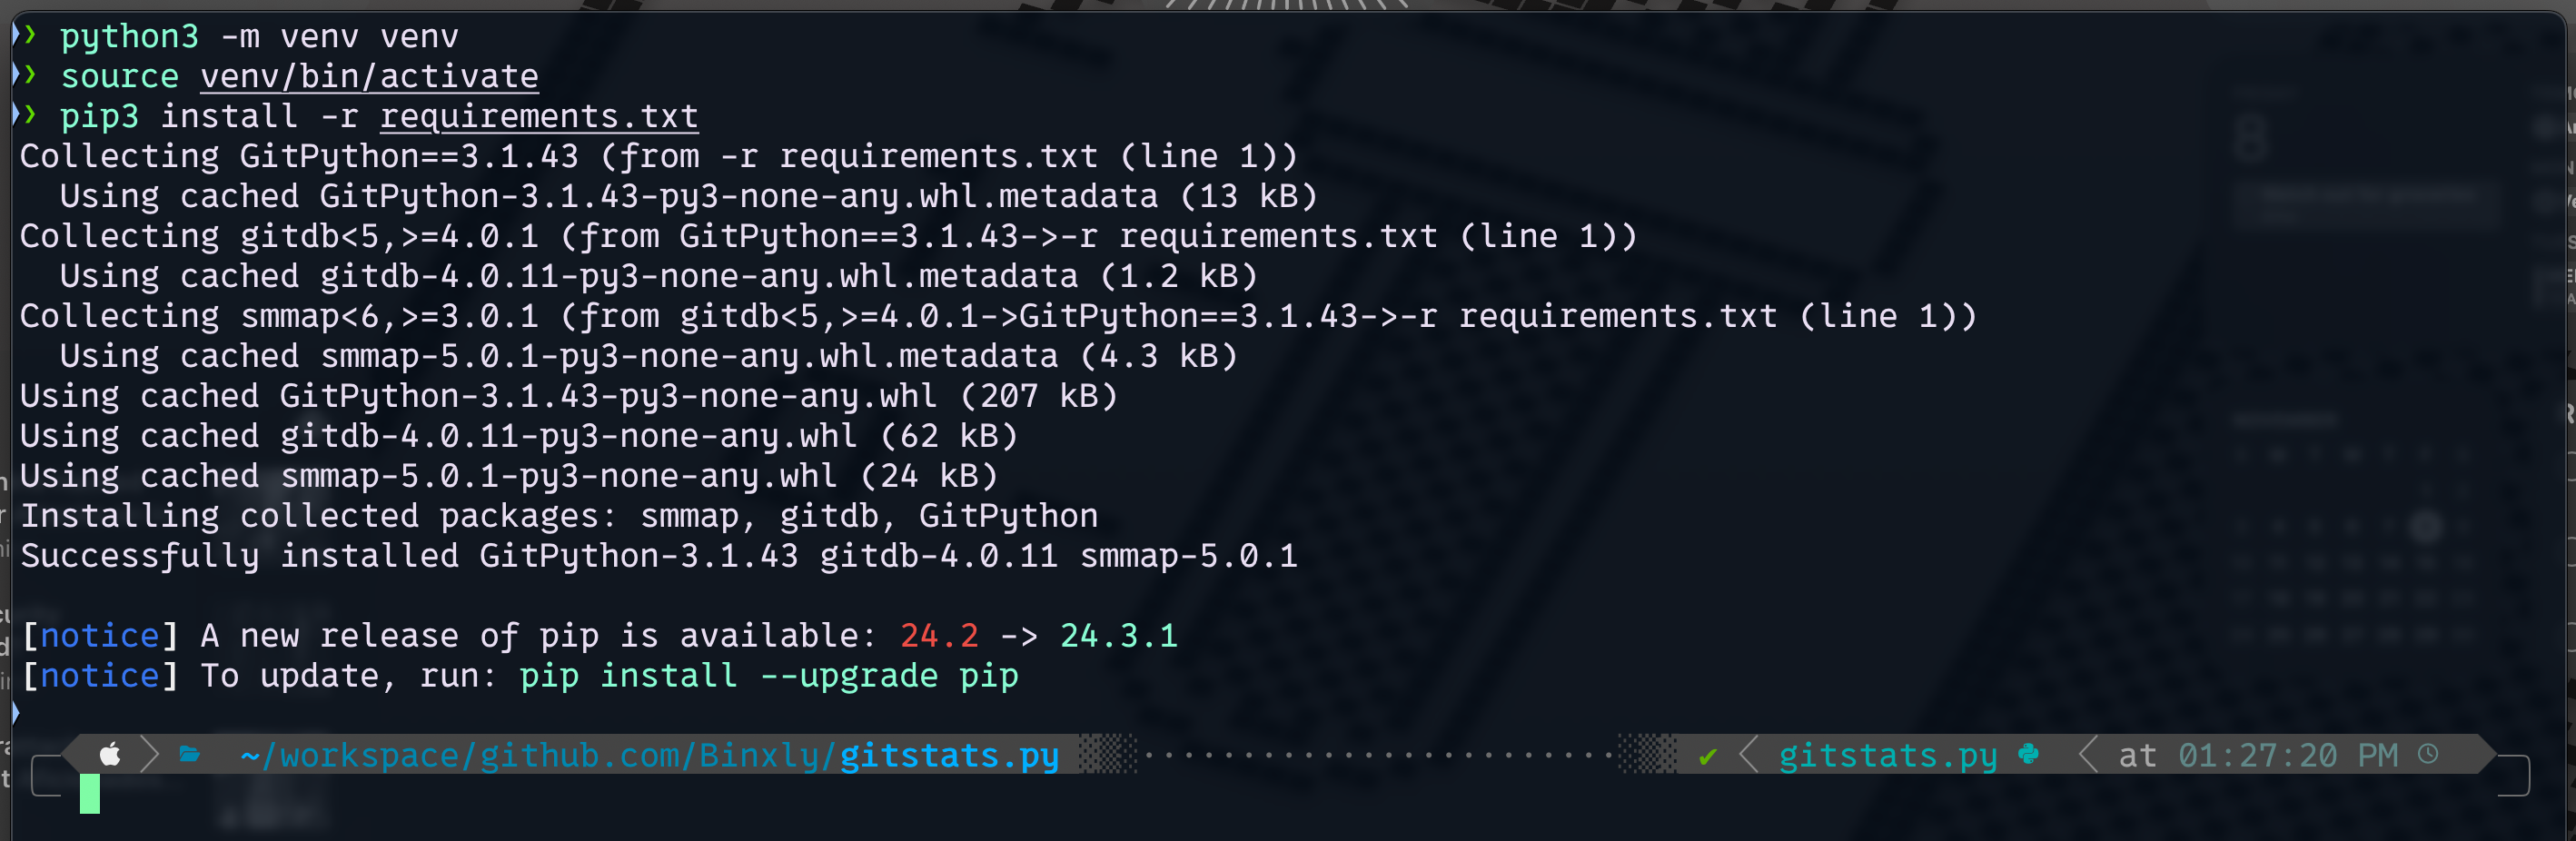 ❯ python3 -m venv venv
❯ source venv/bin/activate
❯ pip3 install -r requirements.txt
Collecting GitPython==3.1.43 (from -r requirements.txt (line 1))
  Using cached GitPython-3.1.43-py3-none-any.whl.metadata (13 kB)
Collecting gitdb<5,>=4.0.1 (from GitPython==3.1.43->-r requirements.txt (line 1))
  Using cached gitdb-4.0.11-py3-none-any.whl.metadata (1.2 kB)
Collecting smmap<6,>=3.0.1 (from gitdb<5,>=4.0.1->GitPython==3.1.43->-r requirements.txt (line 1))
  Using cached smmap-5.0.1-py3-none-any.whl.metadata (4.3 kB)
Using cached GitPython-3.1.43-py3-none-any.whl (207 kB)
Using cached gitdb-4.0.11-py3-none-any.whl (62 kB)
Using cached smmap-5.0.1-py3-none-any.whl (24 kB)
Installing collected packages: smmap, gitdb, GitPython
Successfully installed GitPython-3.1.43 gitdb-4.0.11 smmap-5.0.1
[notice] A new release of pip is available: 24.2 -> 24.3.1
[notice] To update, run: pip install --upgrade pip
~/workspace/github.com/Binxly/gitstats.py ✔ gitstats.py at 01:27:20 PM